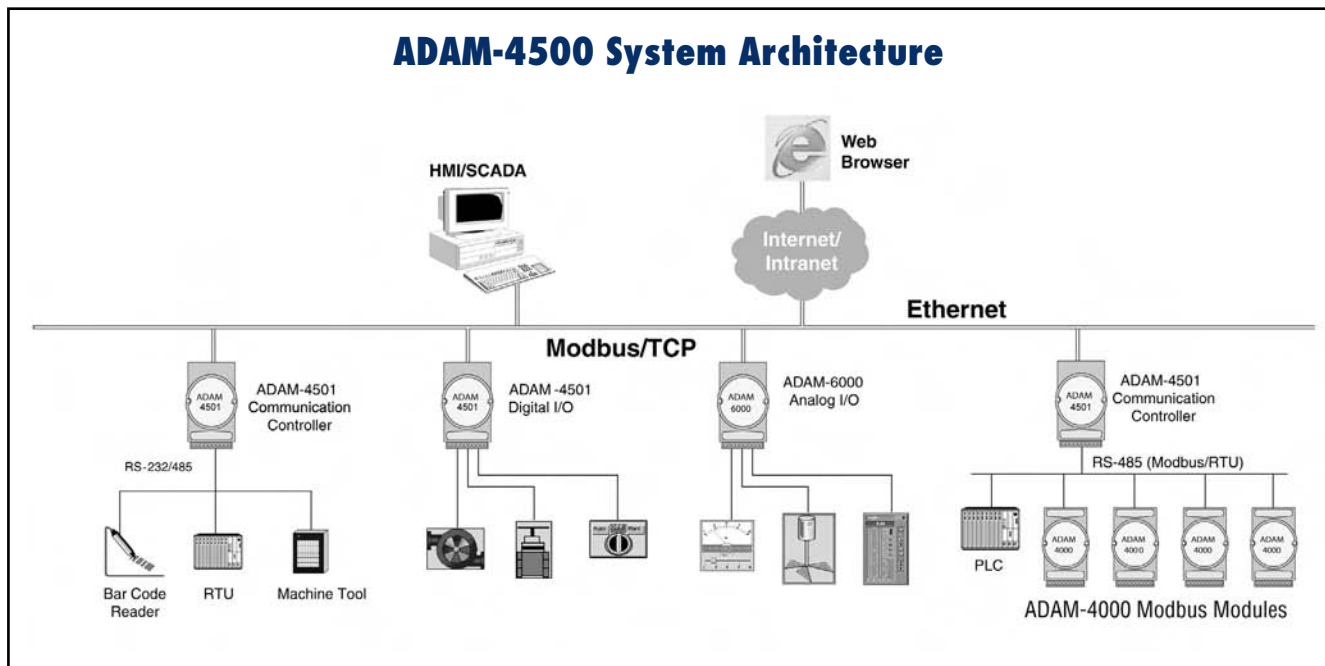 ADAM-4500 System Architecture
Web
Browser
HMI/SCADA
Internet/
Intranet
Ethernet
Modbus/TCP
ADAM
4501
ADAM-4501
Communication
Controller
ADAM
4501
ADAM -4501
Digital I/O
ADAM
6000
ADAM-6000
Analog I/O
ADAM
4501
ADAM-4501
Communication
Controller
RS-232/485
RS-485 (Modbus/RTU)
Bar Code
Reader
RTU
Machine Tool
PLC
ADAM
4000
ADAM
4000
ADAM
4000
ADAM
4000
ADAM-4000 Modbus Modules